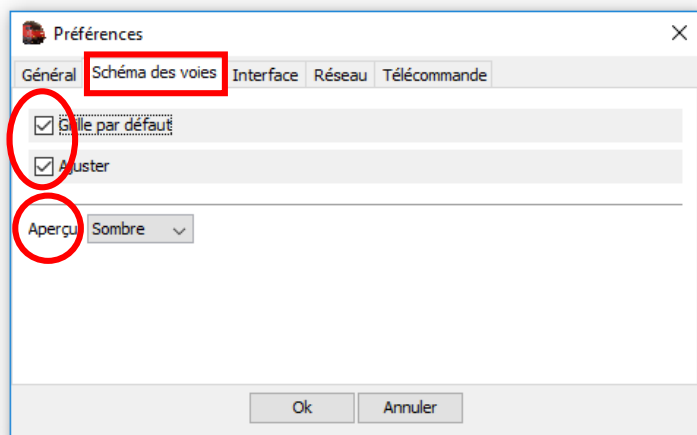 Préférences
Général Schéma des voies Interface Réseau Télécommande
Grille par défaut
Ajuster
Aperçu Sombre
Ok Annuler